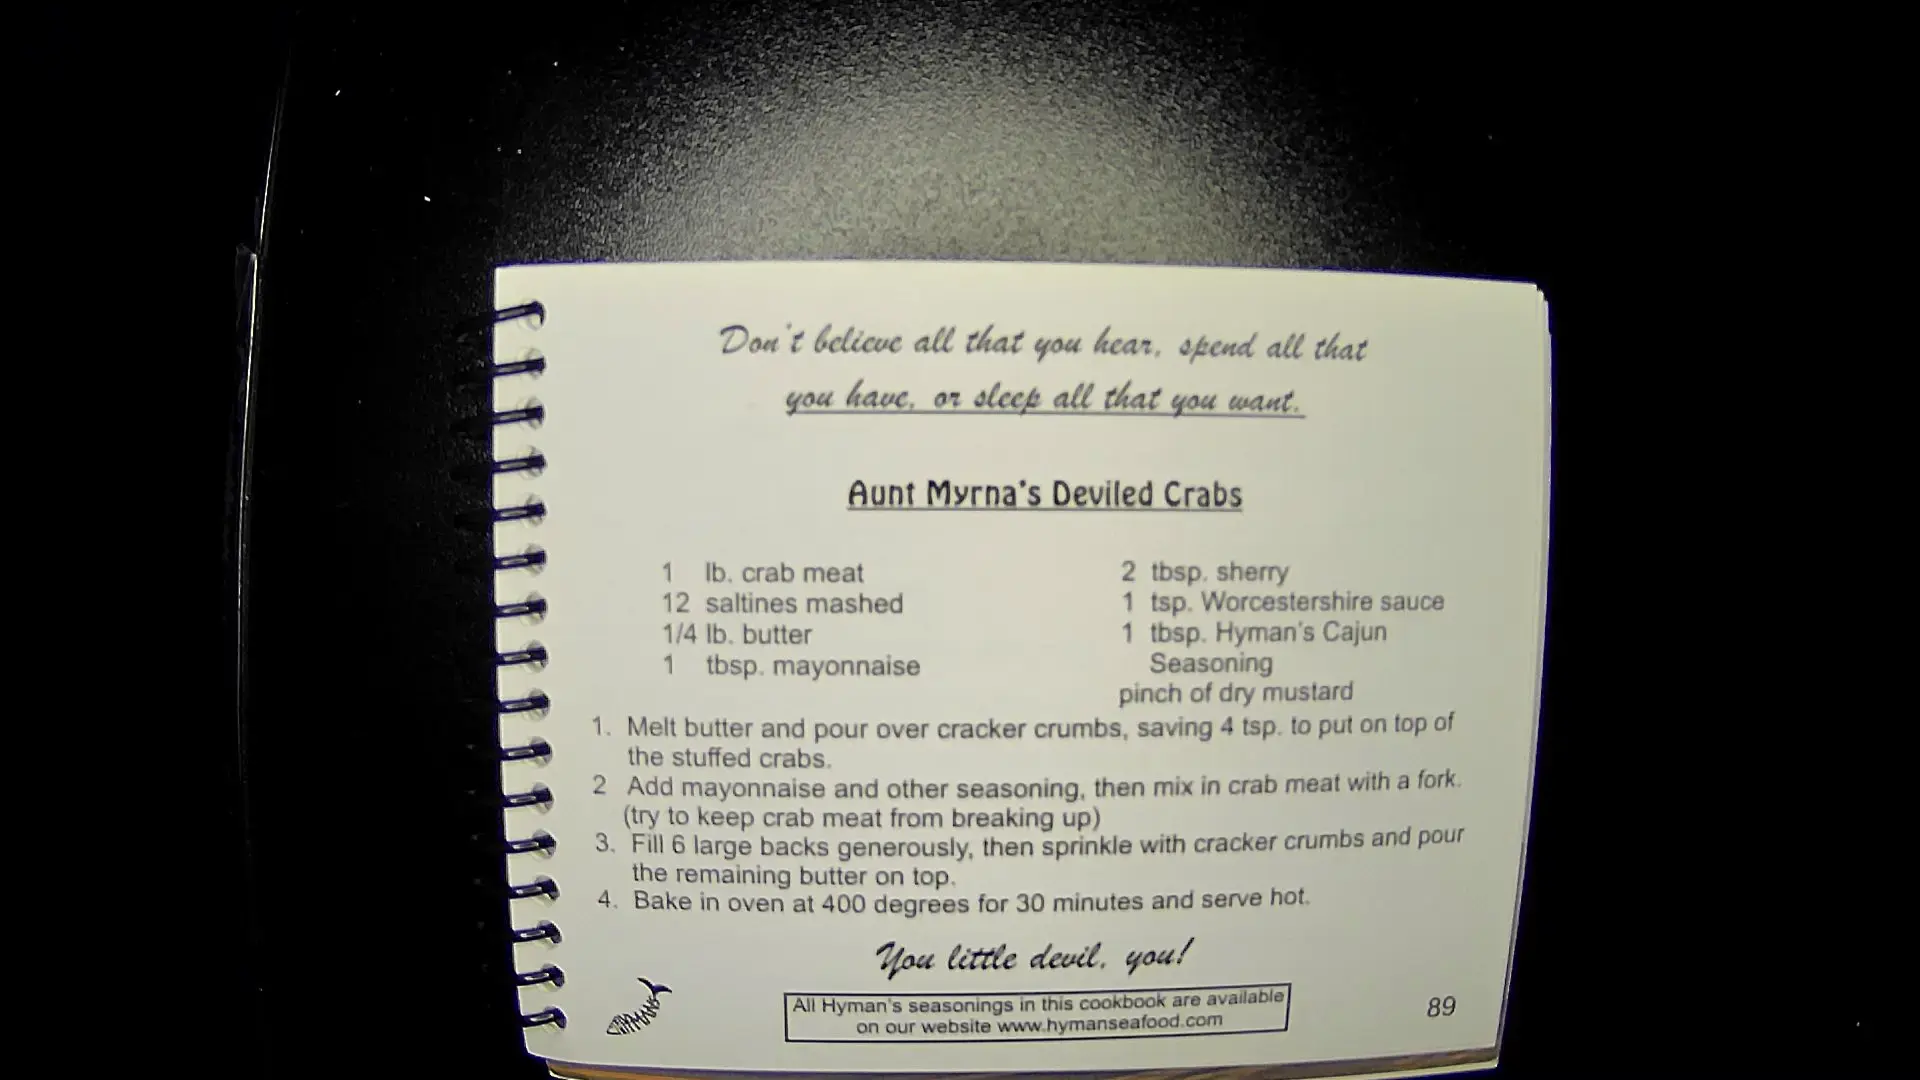 Don't believe all that you hear, spend all that
you have, or sleep all that you want.
Aunt Myrna's Deviled Crabs
1 lb. crab meat
12 saltines mashed
1/4 lb. butter
1 tbsp. mayonnaise
2 tbsp. sherry
1 tsp. Worcestershire sauce
1 tbsp. Hyman's Cajun
Seasoning
pinch of dry mustard
1. Melt butter and pour over cracker crumbs, saving 4 tsp. to put on top of
the stuffed crabs.
2 Add mayonnaise and other seasoning, then mix in crab meat with a fork.
(try to keep crab meat from breaking up)
3. Fill 6 large backs generously, then sprinkle with cracker crumbs and pour
the remaining butter on top.
4. Bake in oven at 400 degrees for 30 minutes and serve hot.
You little devil, you!
HYMANS
All Hyman's seasonings in this cookbook are available
on our website www.hymanseafood.com
89